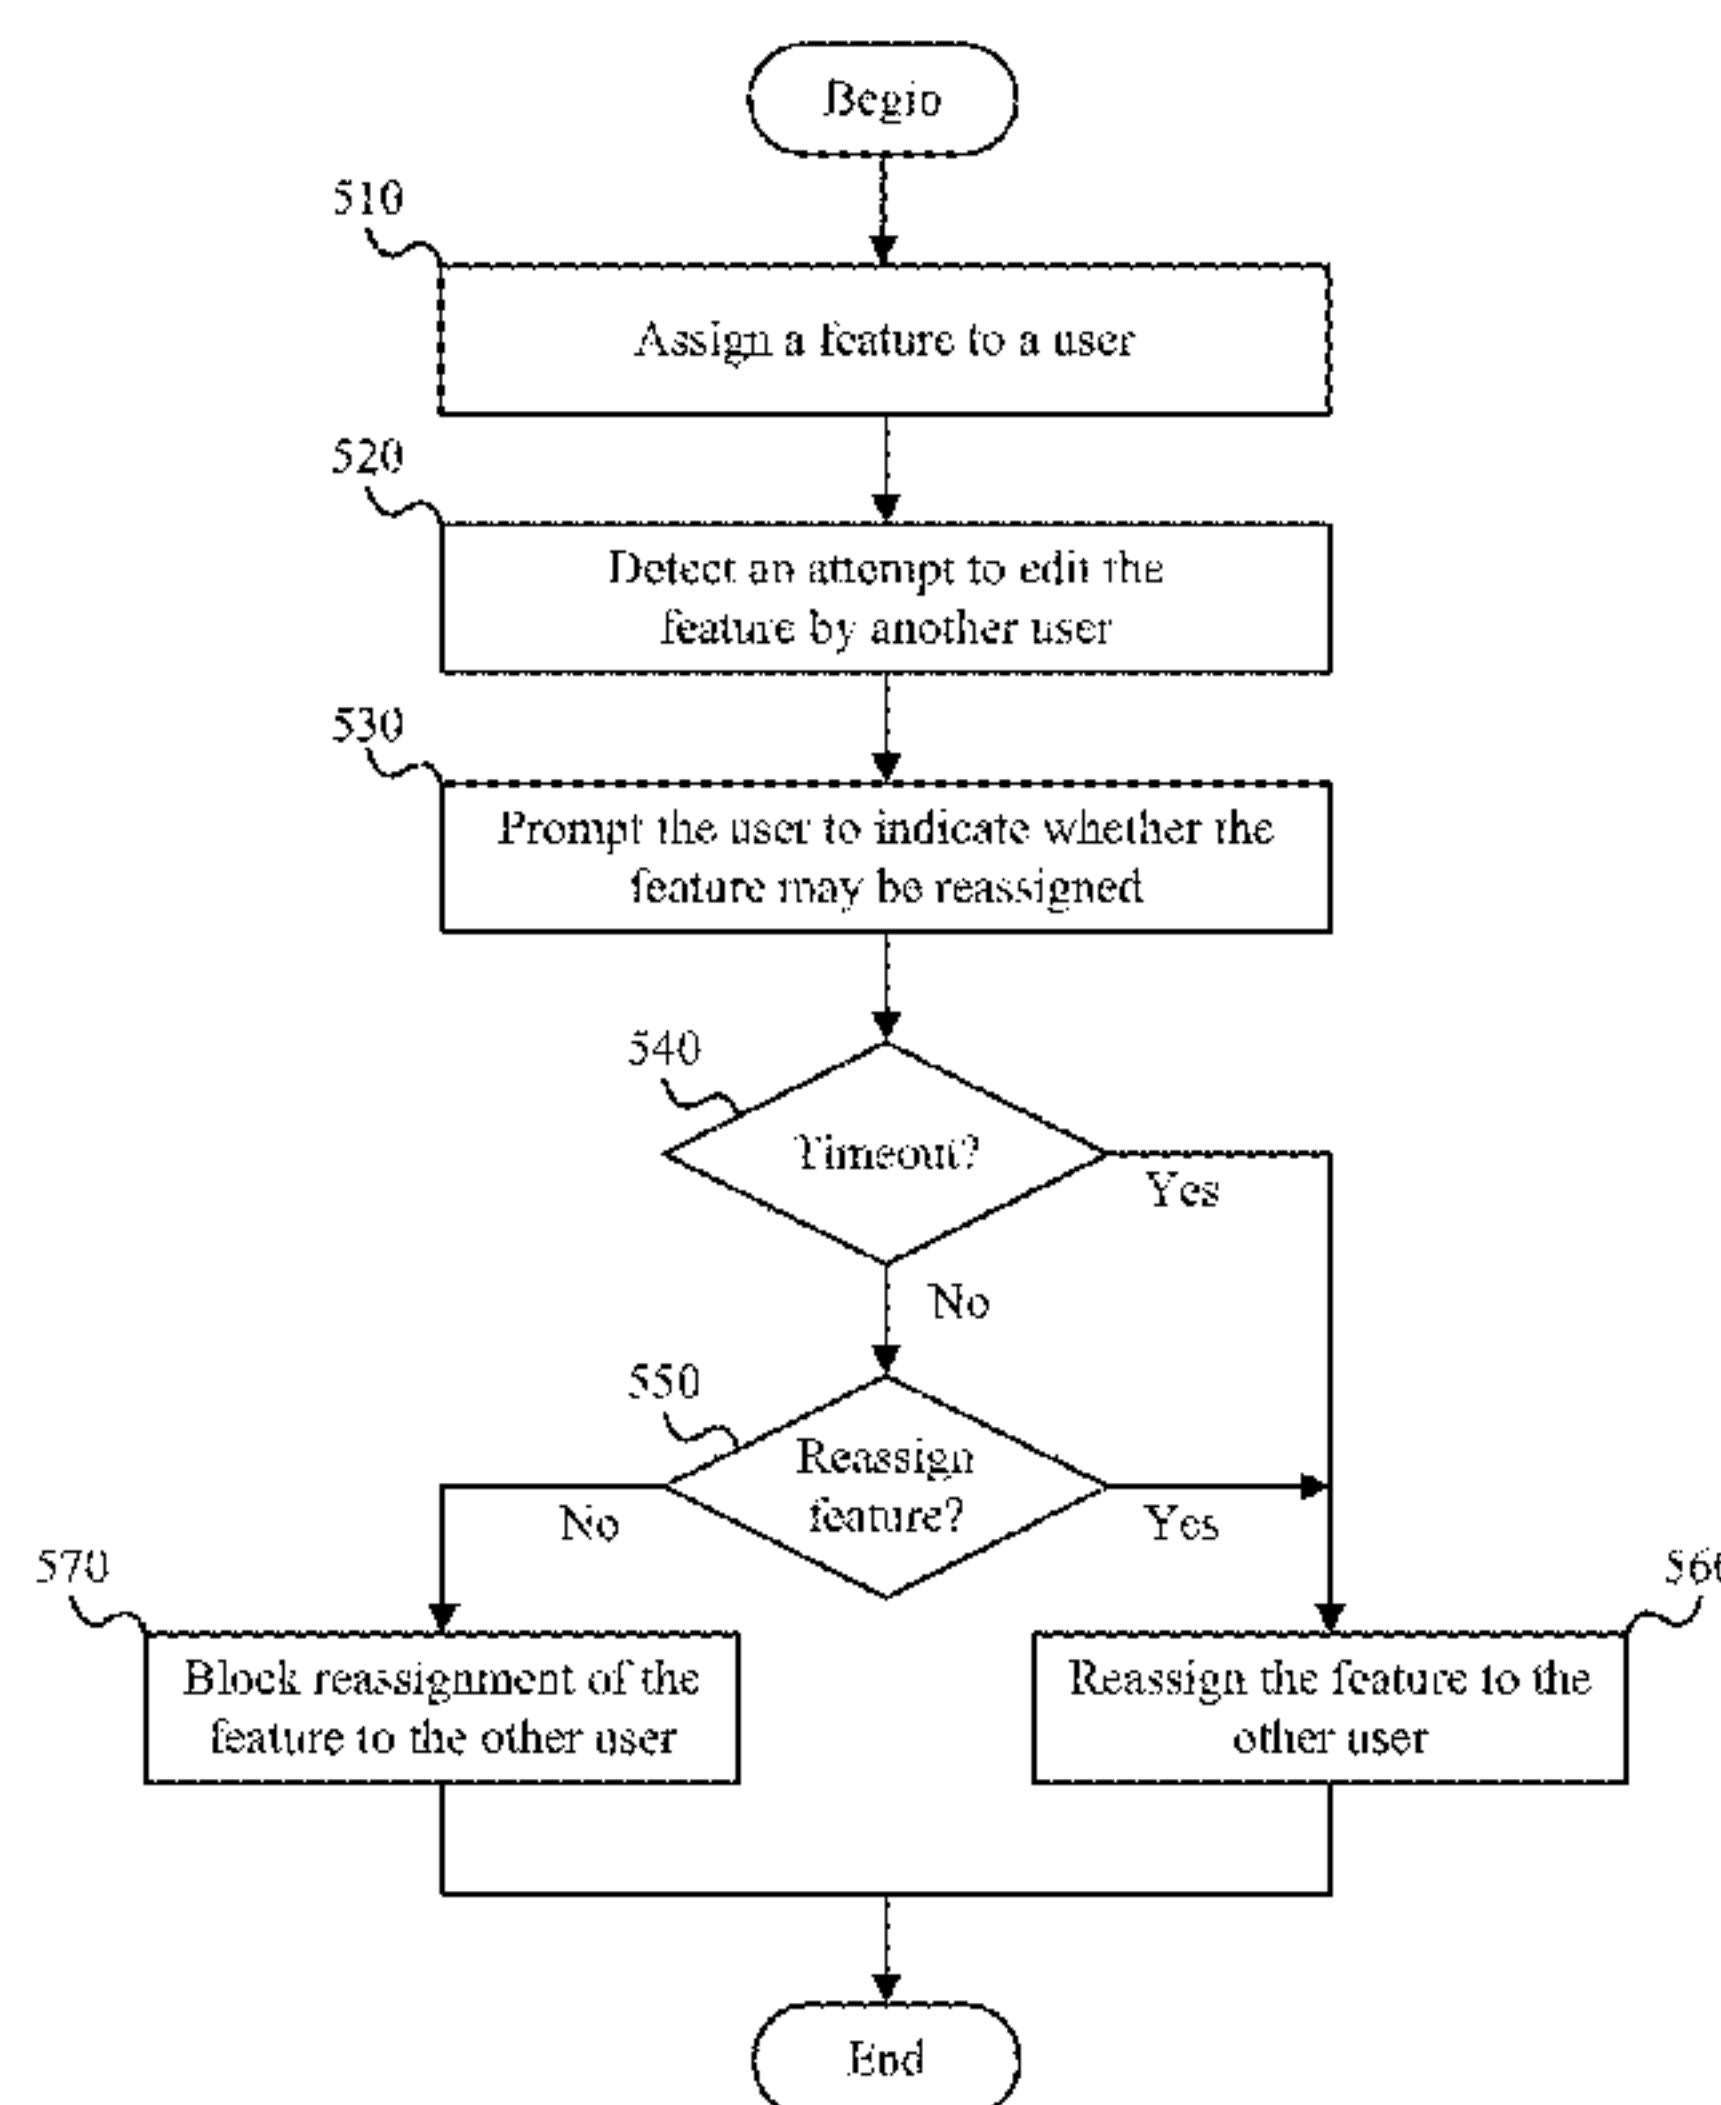 Begin
510
Assign a feature to a user
520
Detect an attempt to edit the
feature by another user
530
Prompt the user to indicate whether the
feature may be reassigned
540
Timeout?
Yes
No
550
Reassign
feature?
No
Yes
570
560
Block reassignment of the
feature to the other user
Reassign the feature to the
other user
End